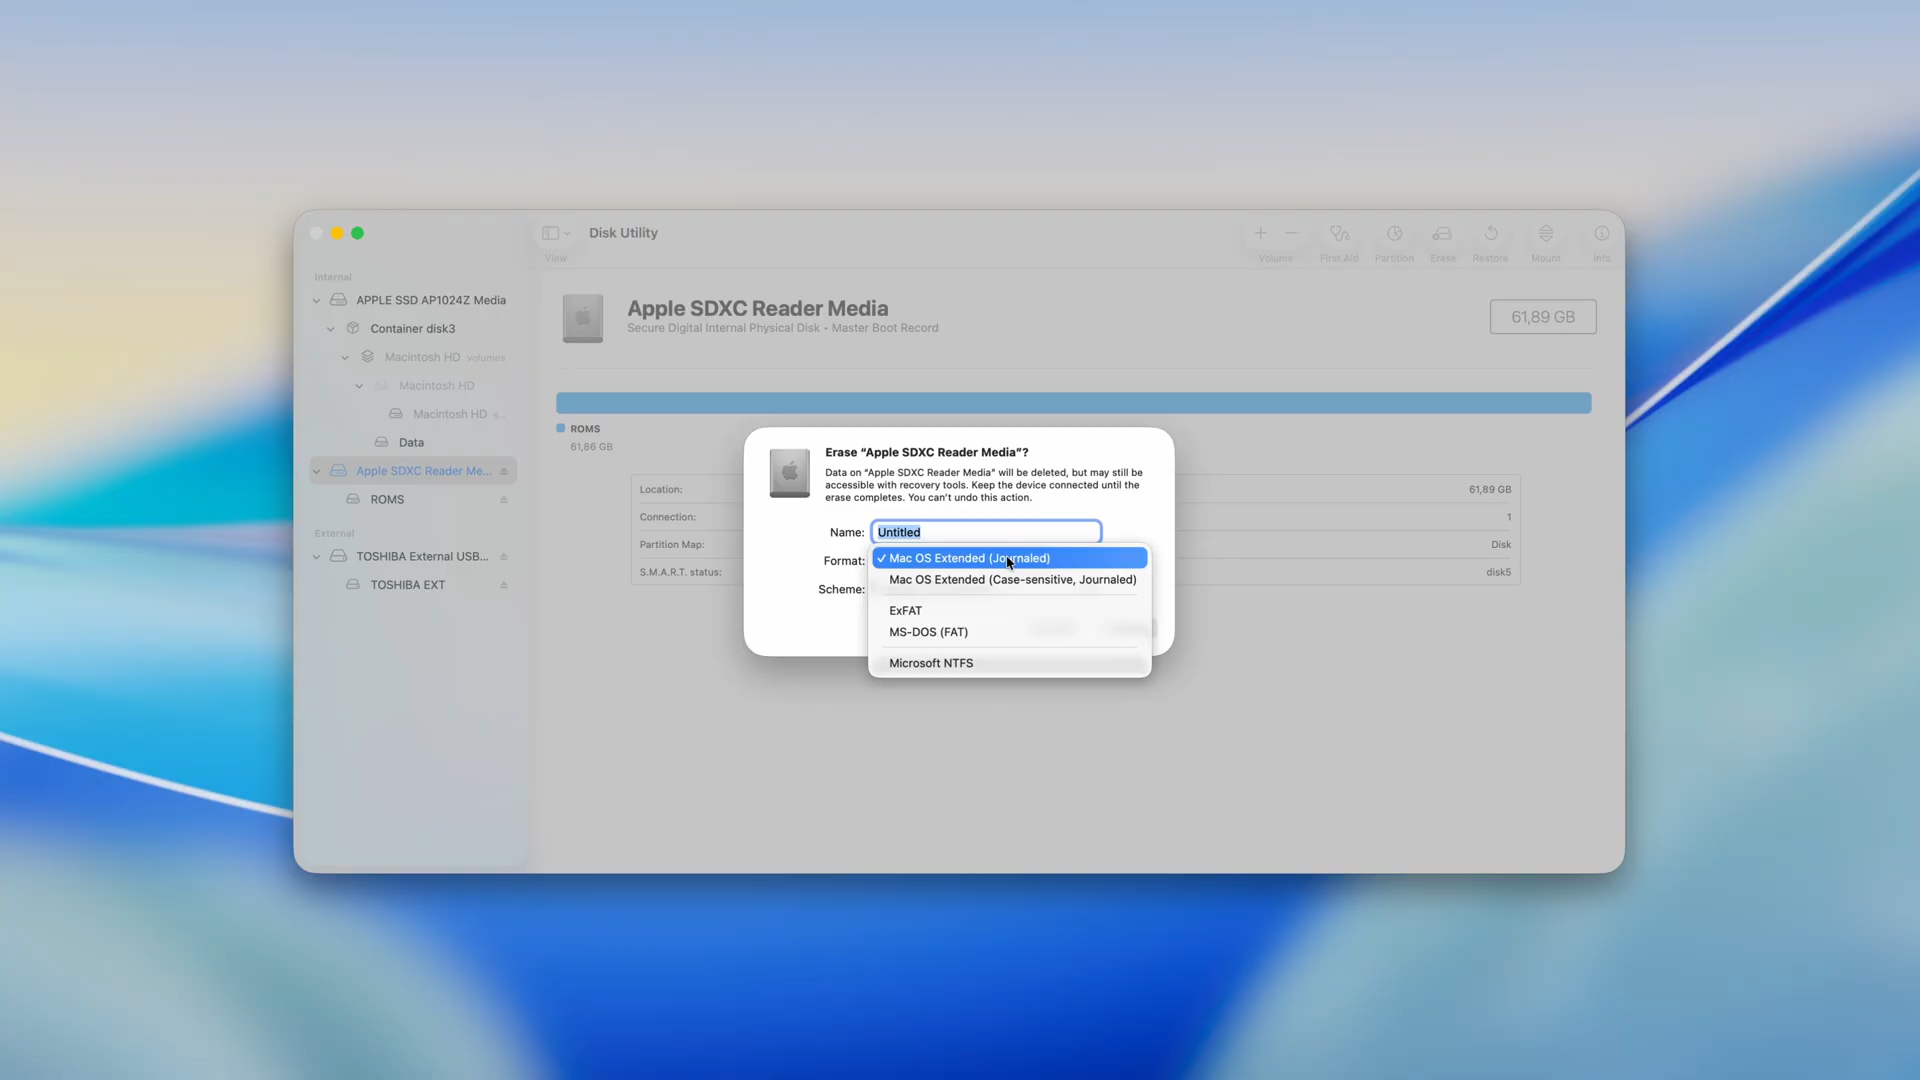 Disk Utility
View
Volume
First Aid
Partition
Erase
Restore
Mount
Info
Internal
APPLE SSD AP1024Z Media
Container disk3
Macintosh HD volumes
Macintosh HD
Macintosh HD s...
Data
Apple SDXC Reader Me...
ROMS
External
TOSHIBA External USB...
TOSHIBA EXT
Apple SDXC Reader Media
Secure Digital Internal Physical Disk • Master Boot Record
61,89 GB
ROMS
61,86 GB
Location:
Connection:
Partition Map:
S.M.A.R.T. status:
61,89 GB
1
Disk
disk5
Erase “Apple SDXC Reader Media”?
Data on “Apple SDXC Reader Media” will be deleted, but may still be
accessible with recovery tools. Keep the device connected until the
erase completes. You can’t undo this action.
Name: Untitled
Format:
Scheme:
✓ Mac OS Extended (Journaled)
Mac OS Extended (Case-sensitive, Journaled)
ExFAT
MS-DOS (FAT)
Microsoft NTFS